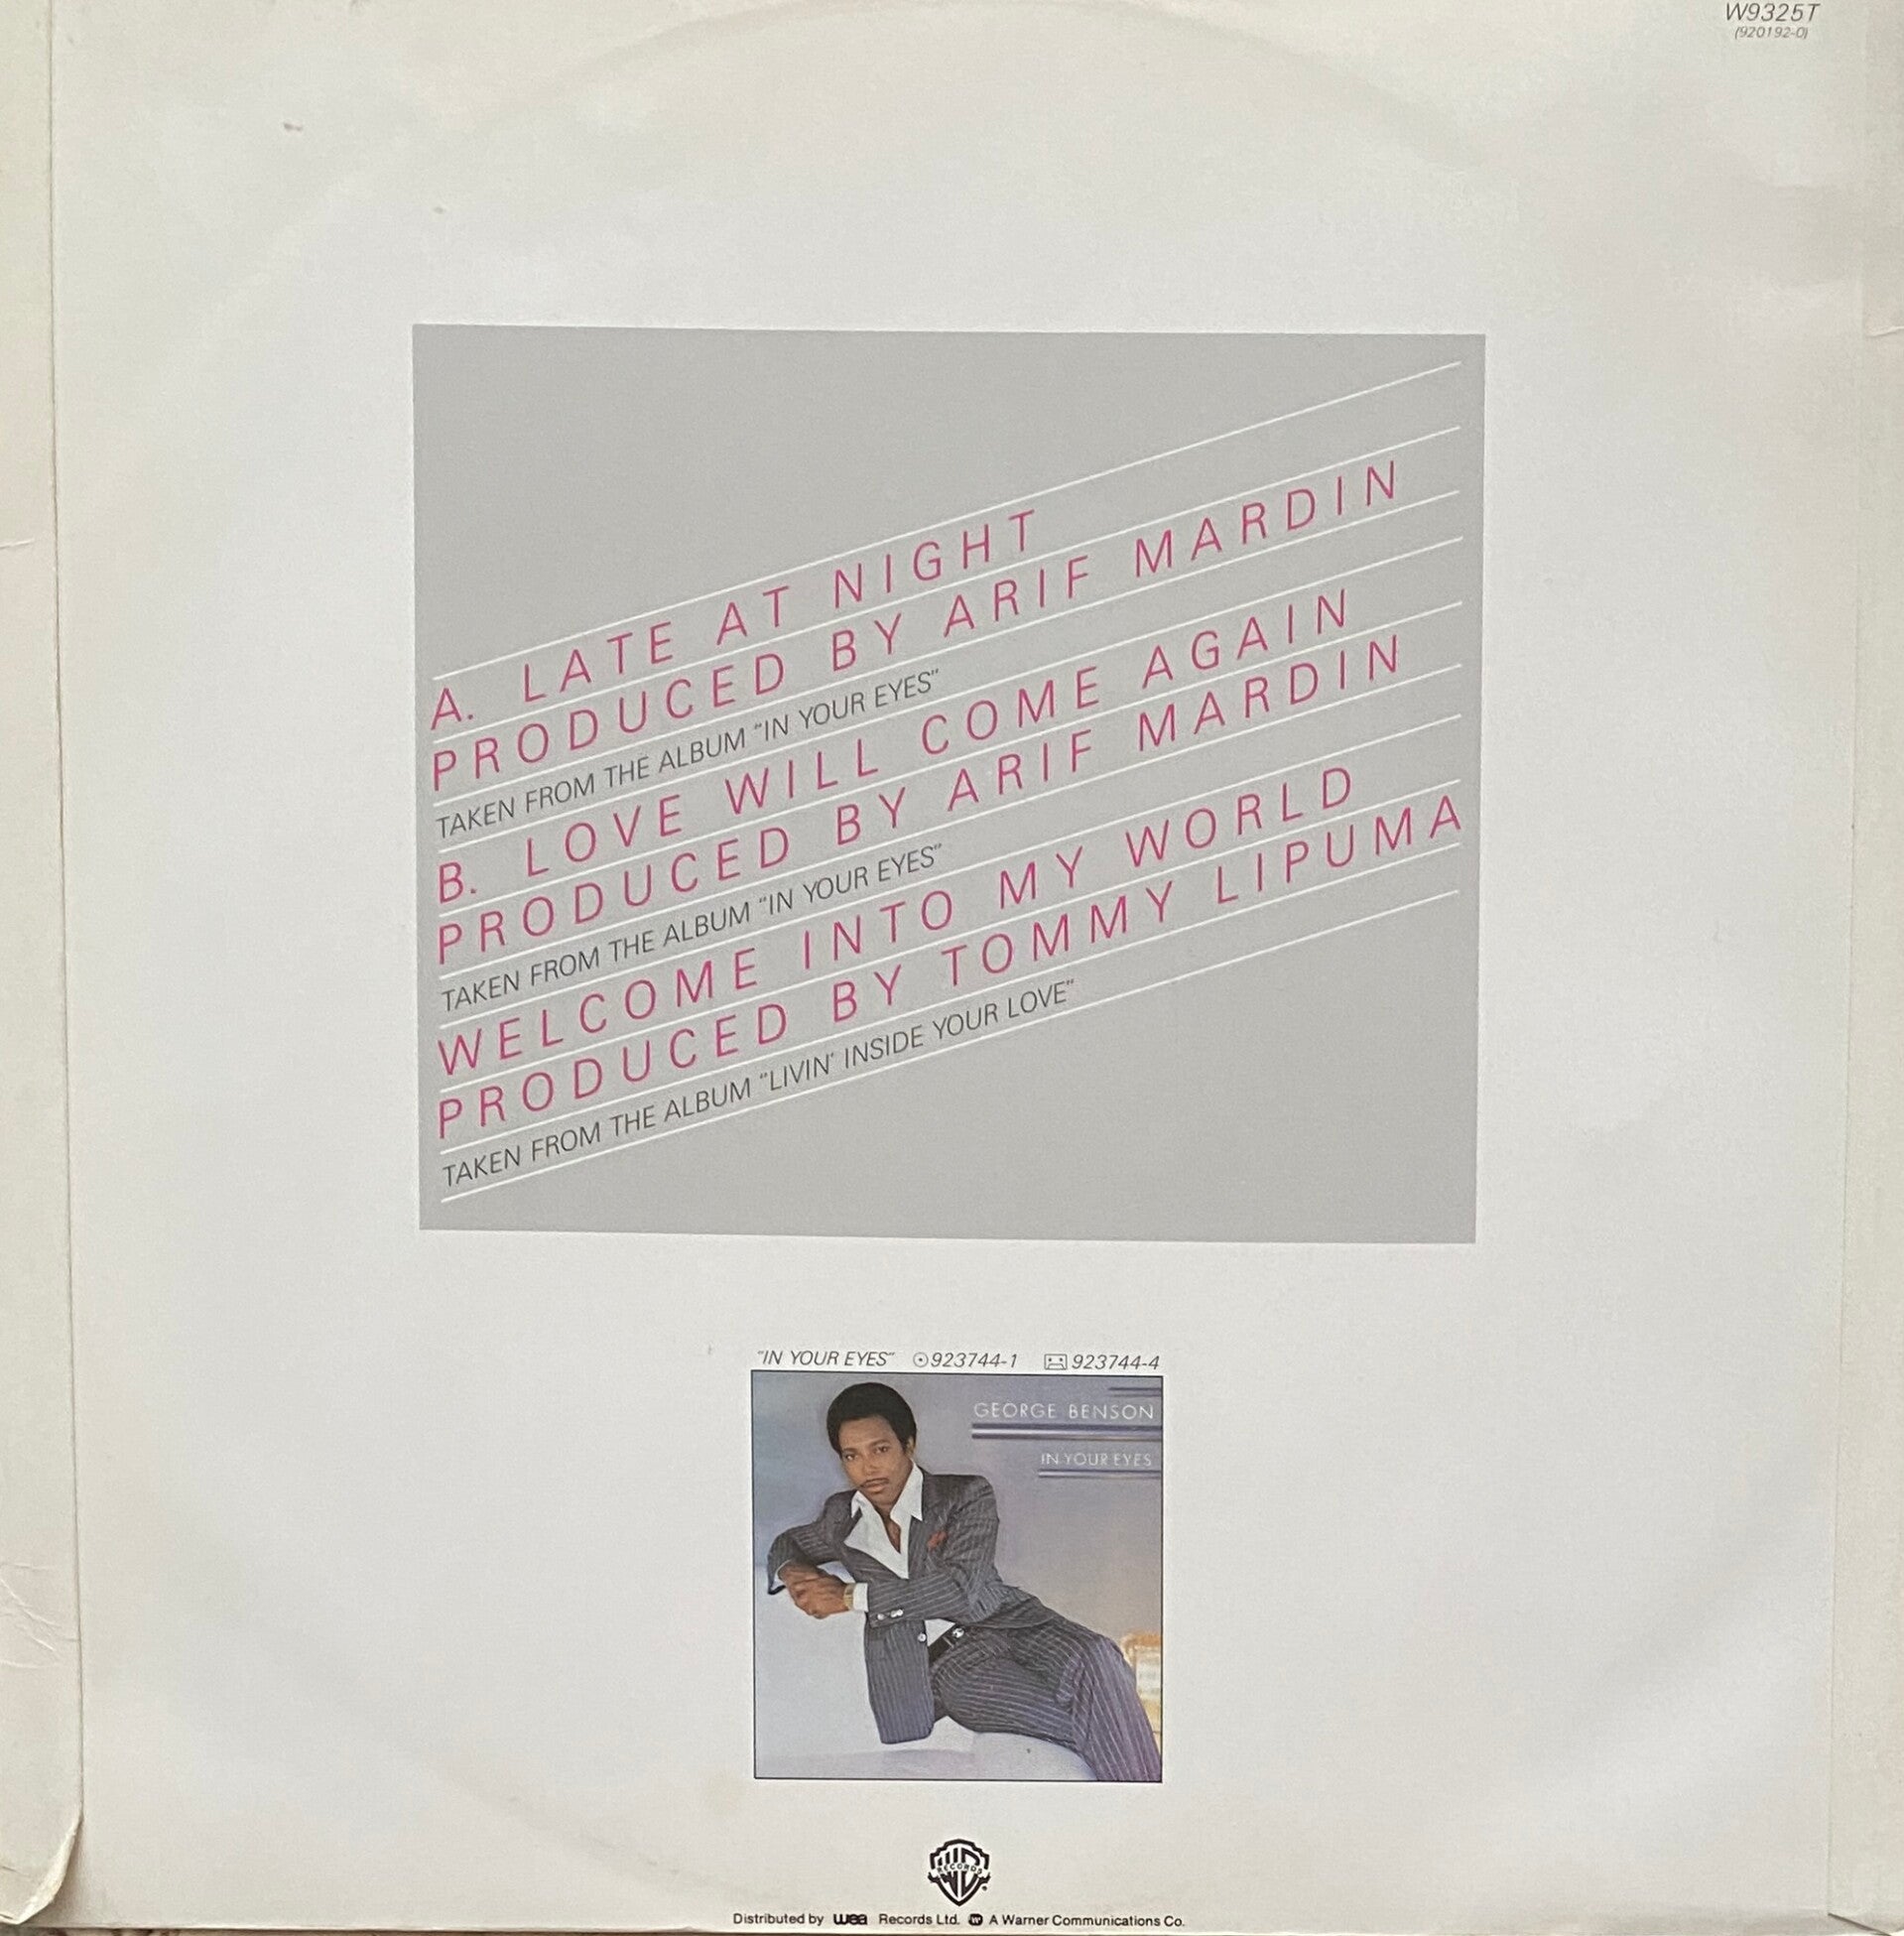 W9325T
(920192-0)
A. LATE AT NIGHT
PRODUCED BY ARIF MARDIN
TAKEN FROM THE ALBUM "IN YOUR EYES"
B. LOVE WILL COME AGAIN
PRODUCED BY ARIF MARDIN
TAKEN FROM THE ALBUM "IN YOUR EYES"
WELCOME INTO MY WORLD
PRODUCED BY TOMMY LIPUMA
TAKEN FROM THE ALBUM "LIVIN' INSIDE YOUR LOVE"
"IN YOUR EYES" 923744-1 923744-4
GEORGE BENSON
IN YOUR EYES
WB
RECORDS
Distributed by wea Records Ltd. W A Warner Communications Co.